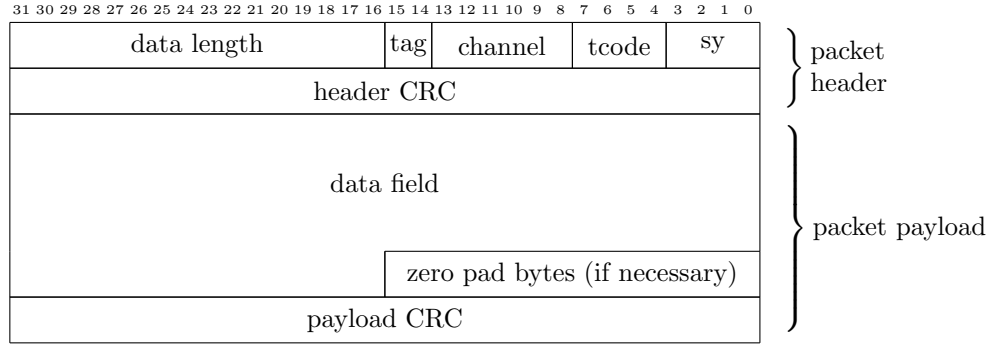 31 30 29 28 27 26 25 24 23 22 21 20 19 18 17 16 15 14 13 12 11 10 9 8 7 6 5 4 3 2 1 0
data length tag channel tcode sy
packet
header
header CRC
data field
packet payload
zero pad bytes (if necessary)
payload CRC